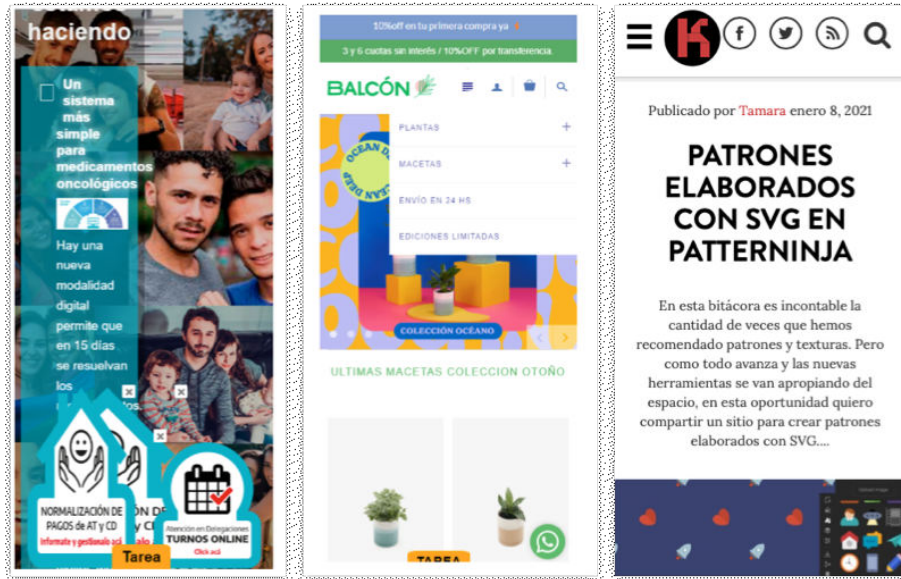 haciendo
Un
sistema
más
simple
para
medicamentos
oncológicos
Hay una
nueva
modalidad
digital
permite que
en 15 días
se resuelvan
los
NORMALIZACIÓN DE
PAGOS de AT y CD
Informate y gestionalo acá
Atención en Delegaciones
TURNOS ONLINE
Click acá
Tarea
10%off en tu primera compra ya
3 y 6 cuotas sin interés / 10%OFF por transferencia.
BALCÓN
PLANTAS
MACETAS
ENVÍO EN 24 HS
EDICIONES LIMITADAS
OCEAN DEEP
COLECCIÓN OCÉANO
ULTIMAS MACETAS COLECCION OTOÑO
TAREA
Publicado por Tamara enero 8, 2021
PATRONES
ELABORADOS
CON SVG EN
PATTERNINJA
En esta bitácora es incontable la
cantidad de veces que hemos
recomendado patrones y texturas. Pero
como todo avanza y las nuevas
herramientas se van apropiando del
espacio, en esta oportunidad quiero
compartir un sitio para crear patrones
elaborados con SVG....